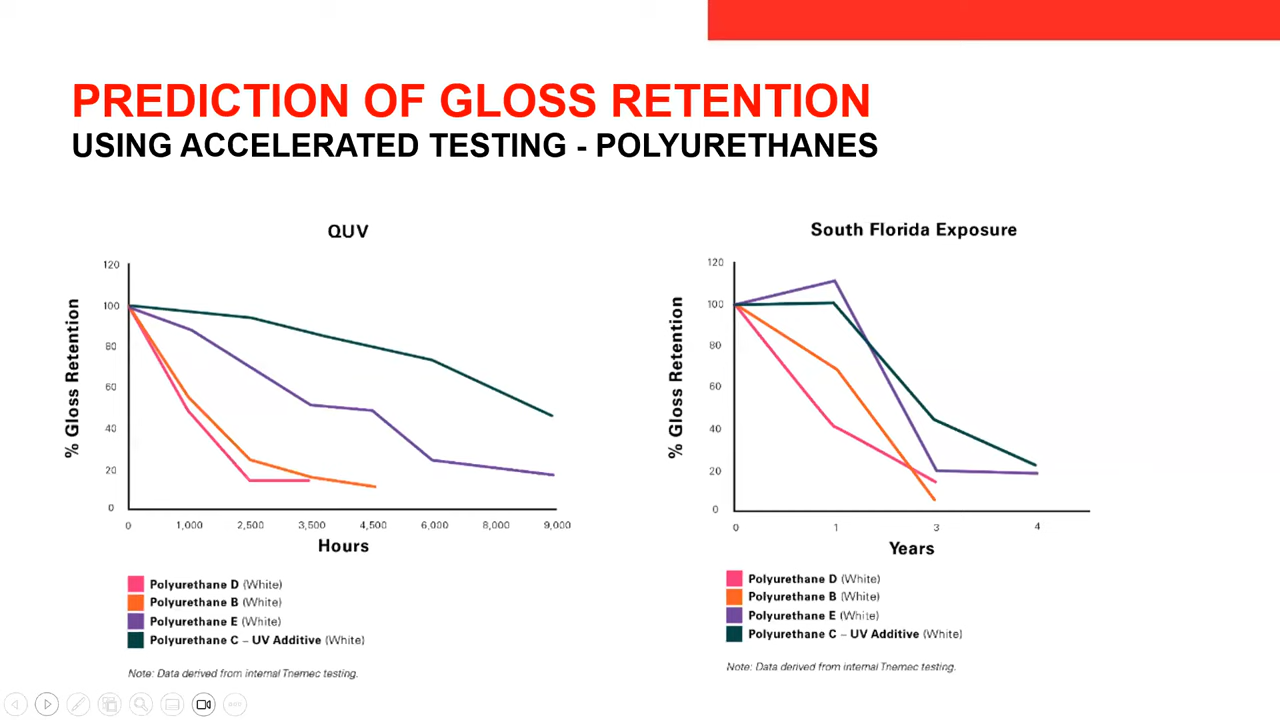 PREDICTION OF GLOSS RETENTION
USING ACCELERATED TESTING - POLYURETHANES
QUV
% Gloss Retention
120
100
80
60
40
20
0
0 1,000 2,500 3,500 4,500 6,000 8,000 9,000
Hours
Polyurethane D (White)
Polyurethane B (White)
Polyurethane E (White)
Polyurethane C – UV Additive (White)
Note: Data derived from internal Tnemec testing.
South Florida Exposure
% Gloss Retention
120
100
80
60
40
20
0
0 1 3 4
Years
Polyurethane D (White)
Polyurethane B (White)
Polyurethane E (White)
Polyurethane C – UV Additive (White)
Note: Data derived from internal Tnemec testing.